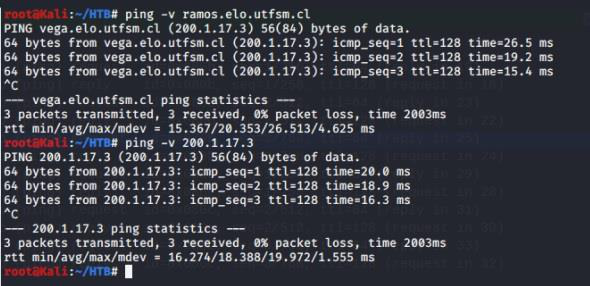 root@Kali:~/HTB# ping -v ramos.elo.utfsm.cl
PING vega.elo.utfsm.cl (200.1.17.3) 56(84) bytes of data.
64 bytes from vega.elo.utfsm.cl (200.1.17.3): icmp_seq=1 ttl=128 time=26.5 ms
64 bytes from vega.elo.utfsm.cl (200.1.17.3): icmp_seq=2 ttl=128 time=19.2 ms
64 bytes from vega.elo.utfsm.cl (200.1.17.3): icmp_seq=3 ttl=128 time=15.4 ms
^C
--- vega.elo.utfsm.cl ping statistics ---
3 packets transmitted, 3 received, 0% packet loss, time 2003ms
rtt min/avg/max/mdev = 15.367/20.353/26.513/4.625 ms
root@Kali:~/HTB# ping -v 200.1.17.3
PING 200.1.17.3 (200.1.17.3) 56(84) bytes of data.
64 bytes from 200.1.17.3: icmp_seq=1 ttl=128 time=20.0 ms
64 bytes from 200.1.17.3: icmp_seq=2 ttl=128 time=18.9 ms
64 bytes from 200.1.17.3: icmp_seq=3 ttl=128 time=16.3 ms
^C
--- 200.1.17.3 ping statistics ---
3 packets transmitted, 3 received, 0% packet loss, time 2003ms
rtt min/avg/max/mdev = 16.274/18.388/19.972/1.555 ms
root@Kali:~/HTB#